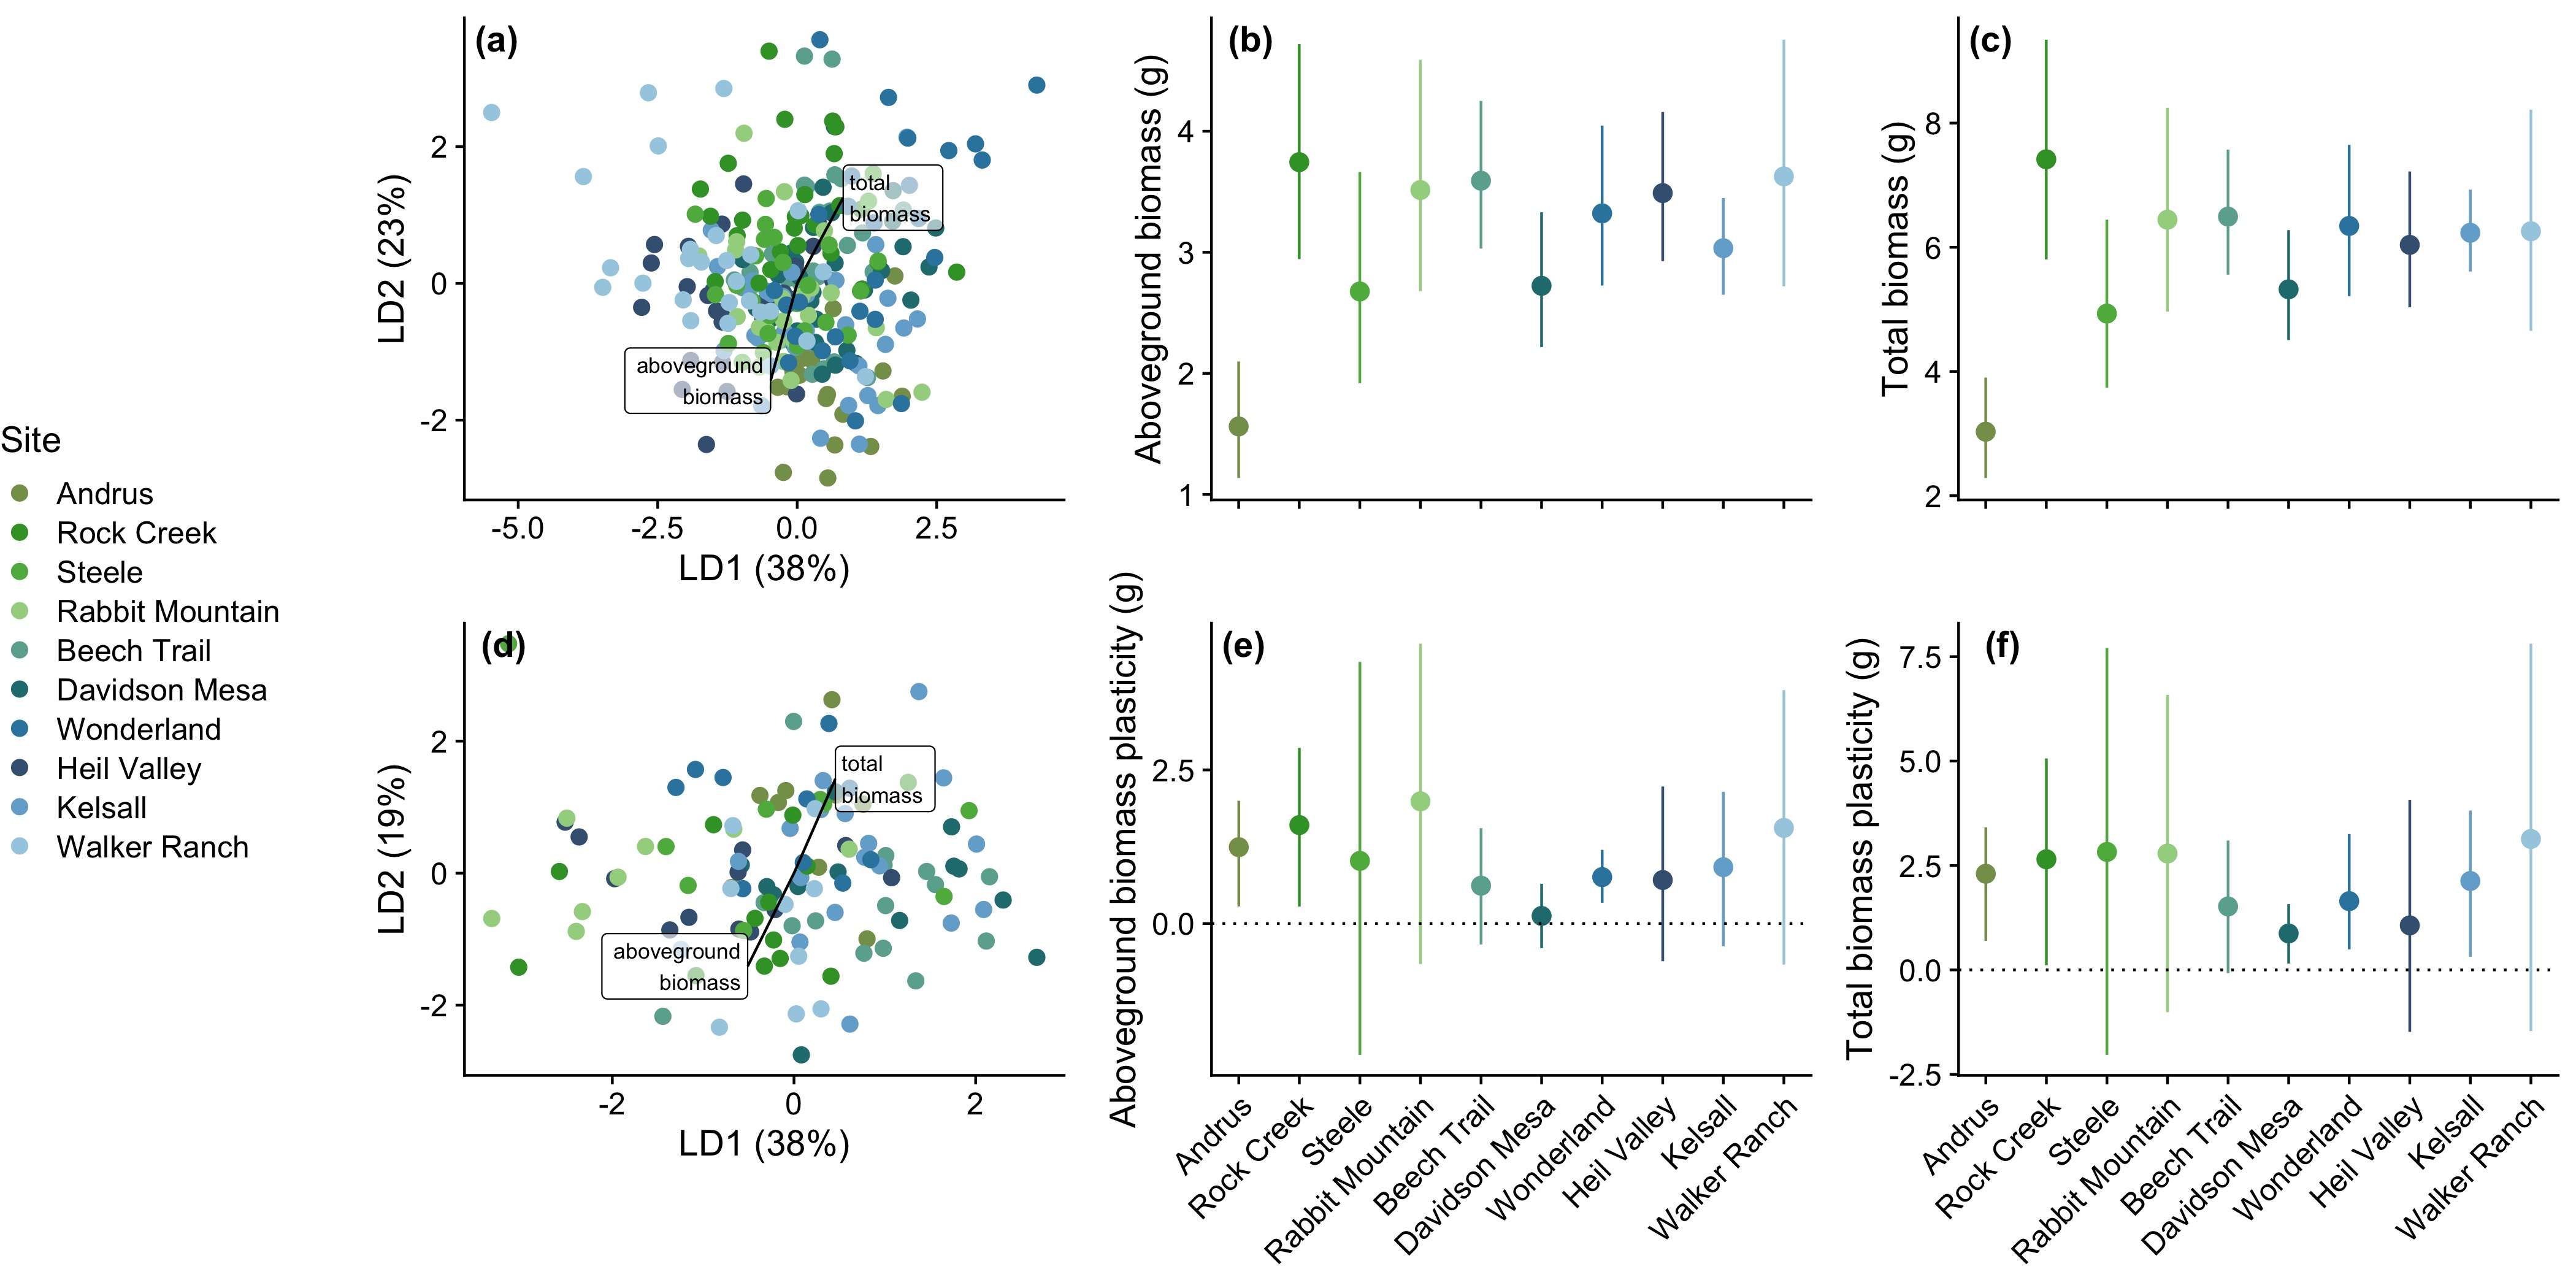 Site
Andrus
Rock Creek
Steele
Rabbit Mountain
Beech Trail
Davidson Mesa
Wonderland
Heil Valley
Kelsall
Walker Ranch
(a)
LD2 (23%)
2
0
-2
total
biomass
aboveground
biomass
-5.0 -2.5 0.0 2.5
LD1 (38%)
(b)
Aboveground biomass (g)
4
3
2
1
(c)
Total biomass (g)
8
6
4
2
(d)
LD2 (19%)
2
0
-2
total
biomass
aboveground
biomass
-2 0 2
LD1 (38%)
(e)
Aboveground biomass plasticity (g)
2.5
0.0
Andrus
Rock Creek
Steele
Rabbit Mountain
Beech Trail
Davidson Mesa
Wonderland
Heil Valley
Kelsall
Walker Ranch
(f)
Total biomass plasticity (g)
7.5
5.0
2.5
0.0
-2.5
Andrus
Rock Creek
Steele
Rabbit Mountain
Beech Trail
Davidson Mesa
Wonderland
Heil Valley
Kelsall
Walker Ranch